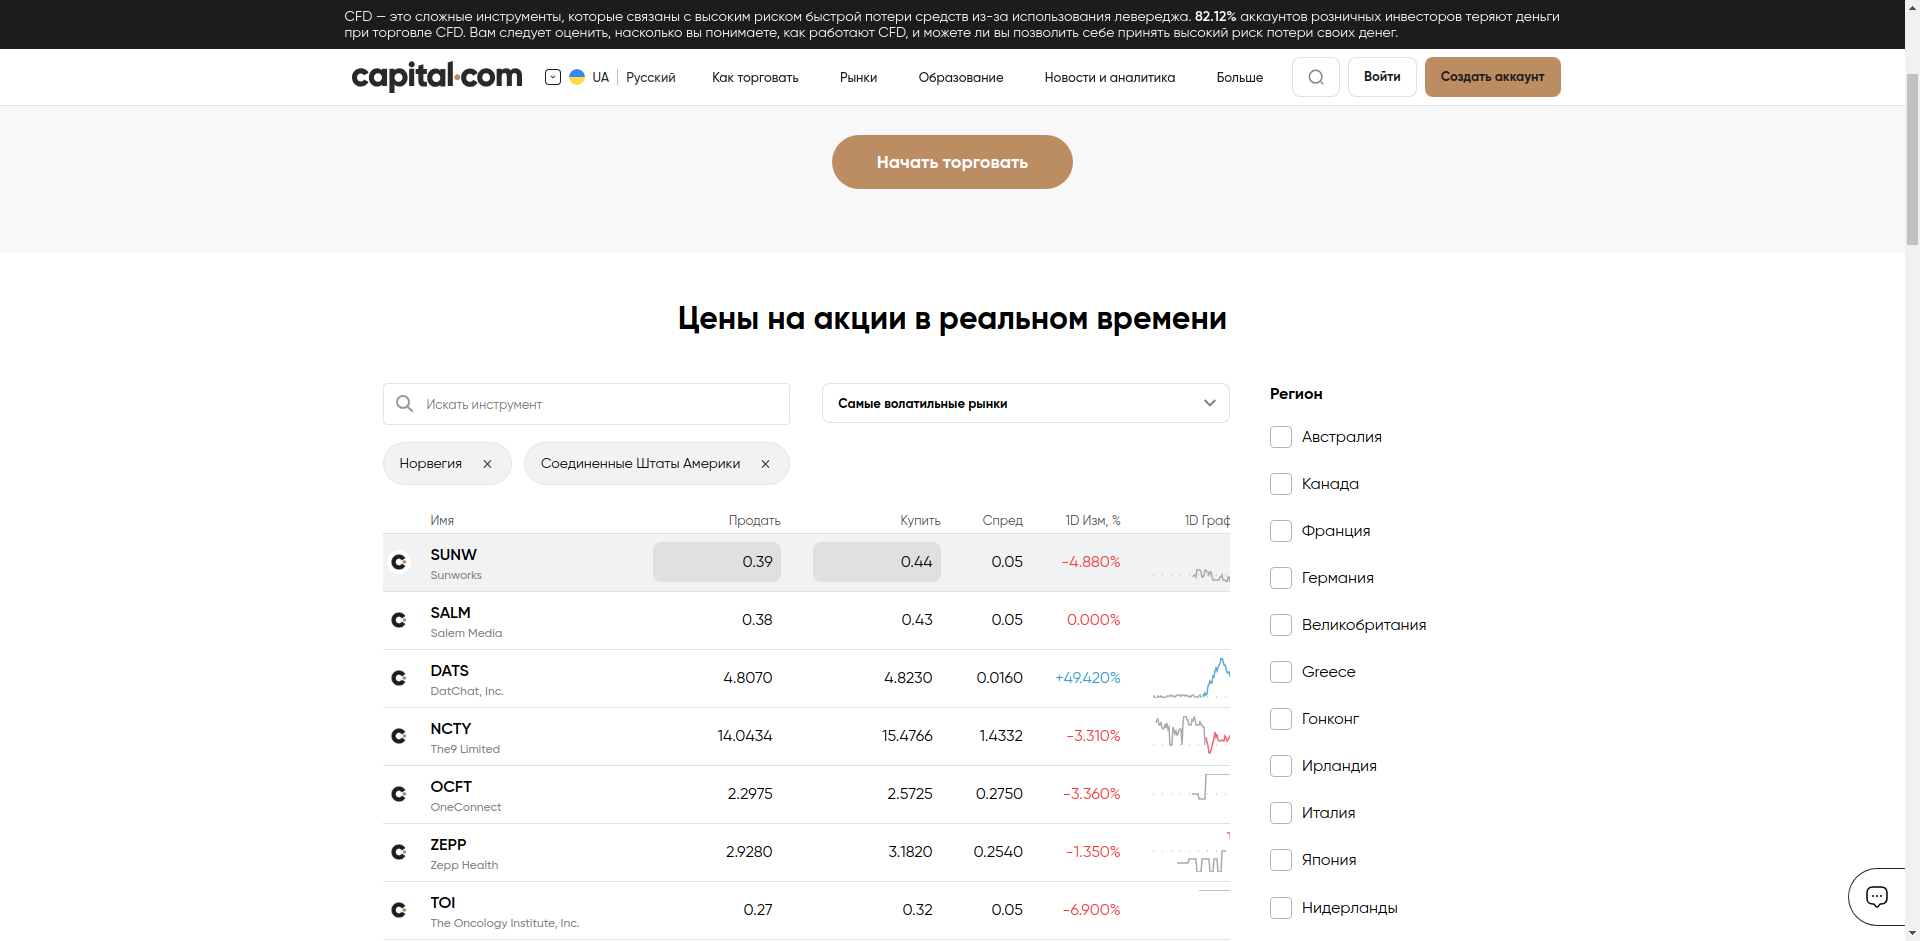 CFD — это сложные инструменты, которые связаны с высоким риском быстрой потери средств из-за использования левереджа. 82.12% аккаунтов розничных инвесторов теряют деньги
при торговле CFD. Вам следует оценить, насколько вы понимаете, как работают CFD, и можете ли вы позволить себе принять высокий риск потери своих денег.
capital.com UA Русский Как торговать Рынки Образование Новости и аналитика Больше Войти Создать аккаунт
Начать торговать
Цены на акции в реальном времени
Искать инструмент
Самые волатильные рынки
Норвегия
Соединенные Штаты Америки
Имя Продать Купить Спред 1D Изм, % 1D Граф
SUNW 0.39 0.44 0.05 -4.880%
Sunworks
SALM 0.38 0.43 0.05 0.000%
Salem Media
DATS 4.8070 4.8230 0.0160 +49.420%
DatChat, Inc.
NCTY 14.0434 15.4766 1.4332 -3.310%
The9 Limited
OCFT 2.2975 2.5725 0.2750 -3.360%
OneConnect
ZEPP 2.9280 3.1820 0.2540 -1.350%
Zepp Health
TOI 0.27 0.32 0.05 -6.900%
The Oncology Institute, Inc.
Регион
Австралия
Канада
Франция
Германия
Великобритания
Greece
Гонконг
Ирландия
Италия
Япония
Нидерланды